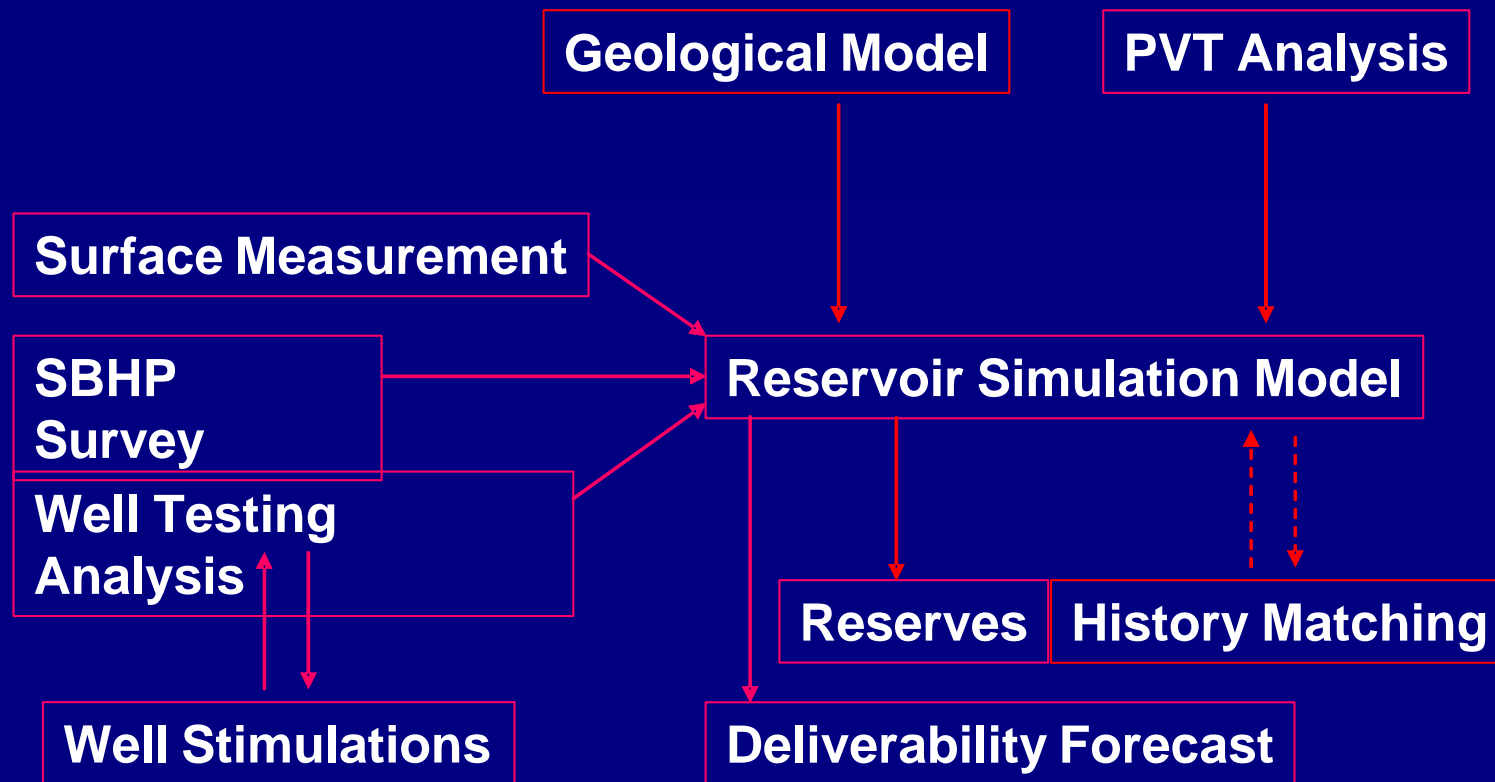 Geological Model
PVT Analysis
Surface Measurement
SBHP
Survey
Reservoir Simulation Model
Well Testing
Analysis
Reserves
History Matching
Well Stimulations
Deliverability Forecast